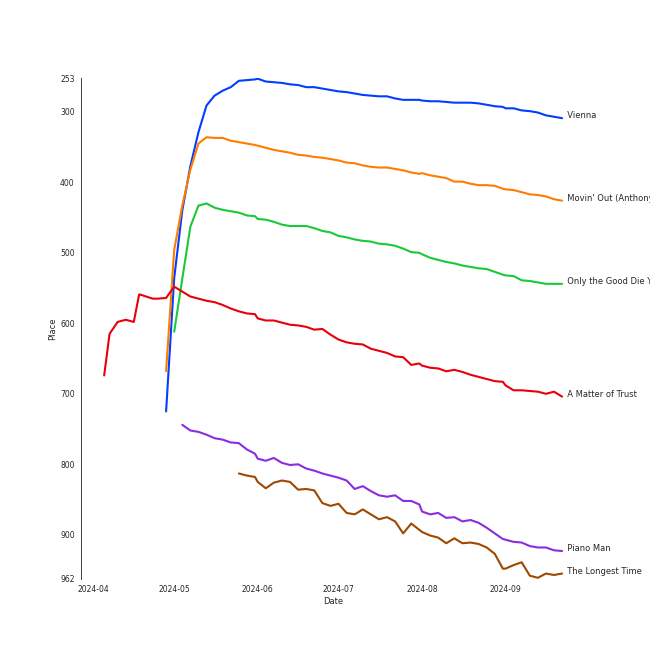 253
300
400
500
600
700
800
900
962
Place
2024-04
2024-05
2024-06
2024-07
2024-08
2024-09
Date
Vienna
Movin' Out (Anthony
Only the Good Die
A Matter of Trust
Piano Man
The Longest Time